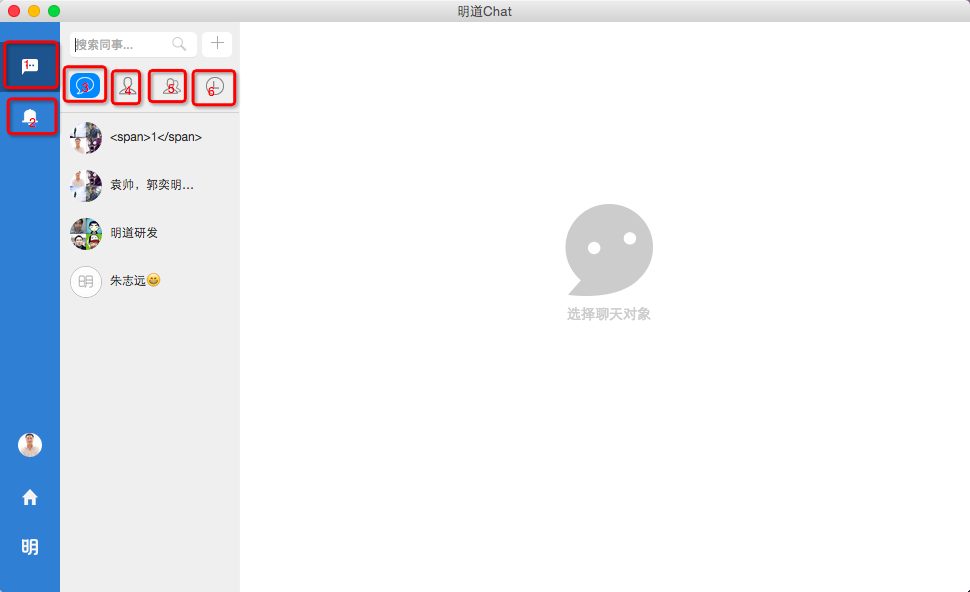 明道Chat
搜索同事...
1
2
3
4
5
6
<span>1</span>
袁帅，郭奕明...
明道研发
明
朱志远😄
选择聊天对象
明